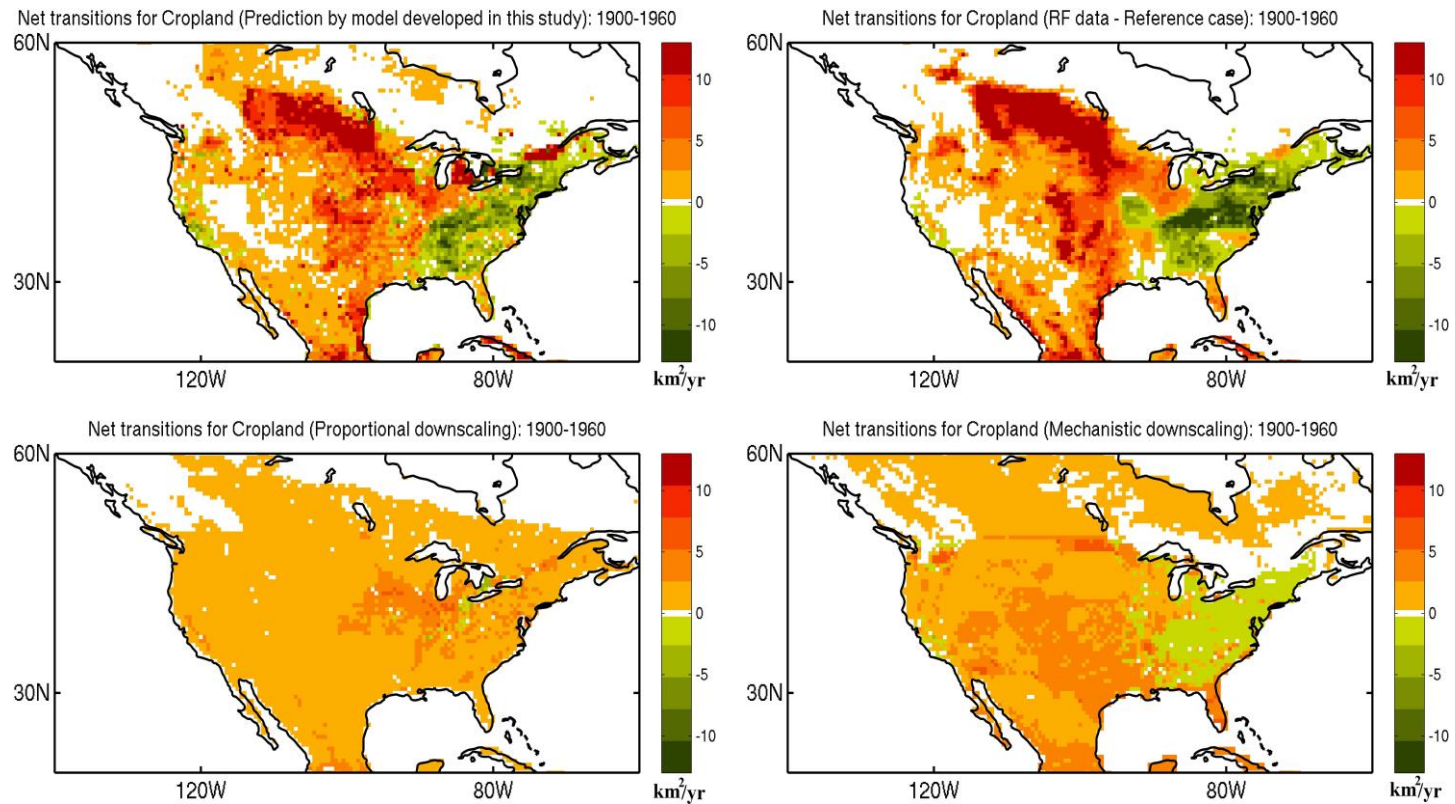 Net transitions for Cropland (Prediction by model developed in this study): 1900-1960
60N
30N
120W
80W
10
5
0
-5
-10
km²/yr
Net transitions for Cropland (RF data - Reference case): 1900-1960
60N
30N
120W
80W
10
5
0
-5
-10
km²/yr
Net transitions for Cropland (Proportional downscaling): 1900-1960
60N
30N
120W
80W
10
5
0
-5
-10
km²/yr
Net transitions for Cropland (Mechanistic downscaling): 1900-1960
60N
30N
120W
80W
10
5
0
-5
-10
km²/yr